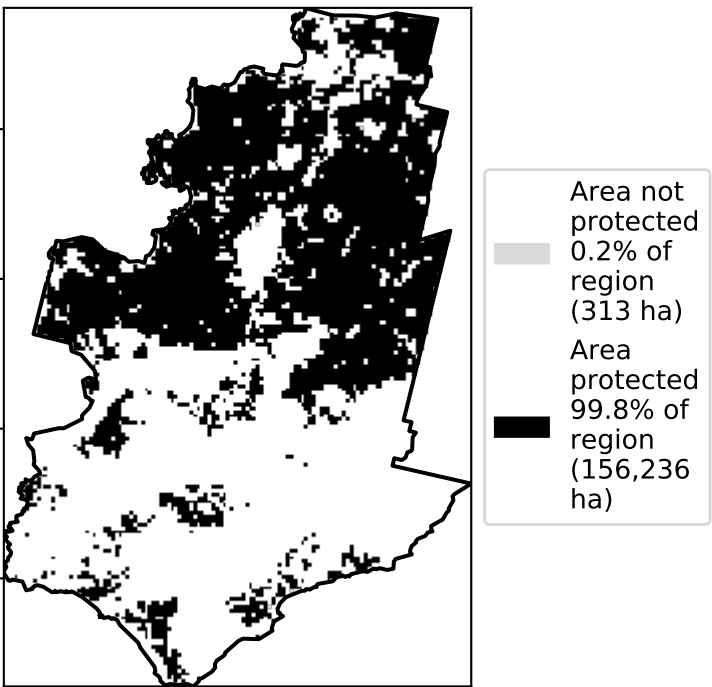 Area not
protected
0.2% of
region
(313 ha)
Area
protected
99.8% of
region
(156,236
ha)